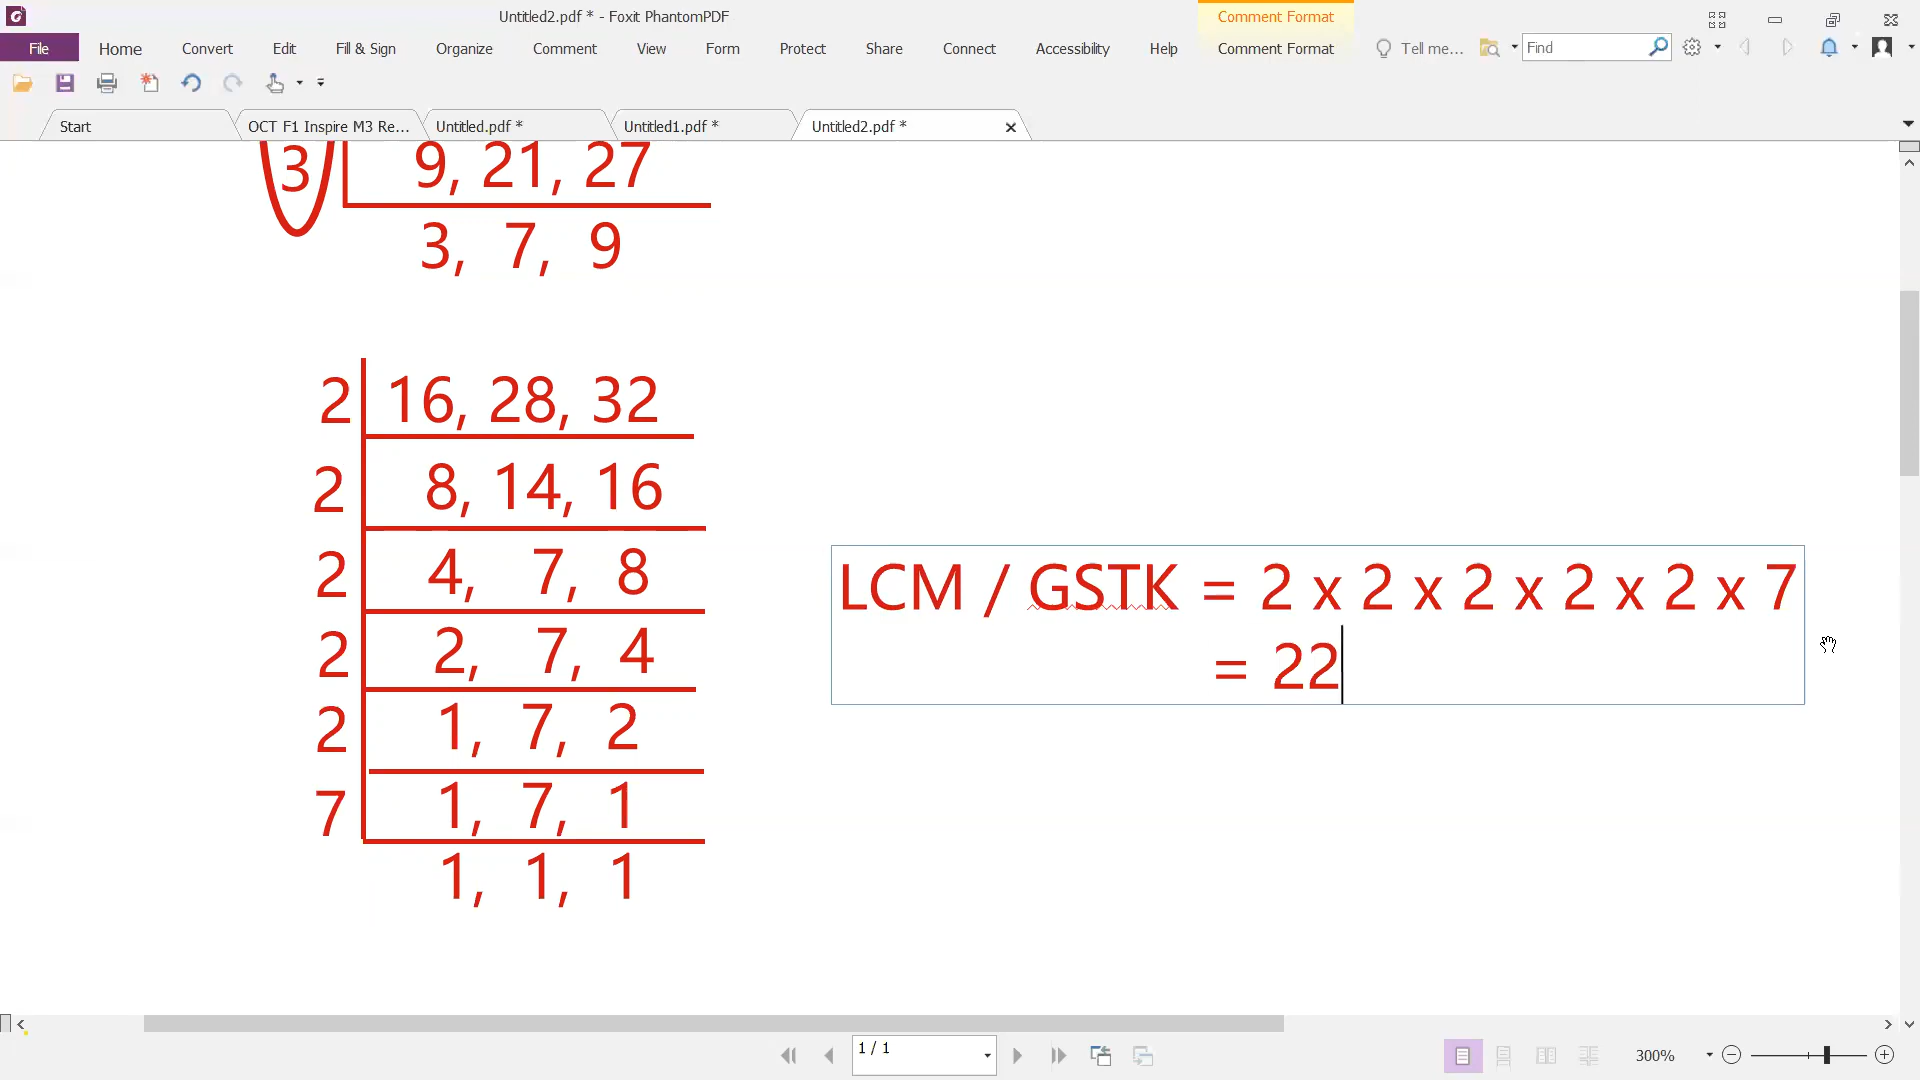 Untitled2.pdf * - Foxit PhantomPDF
Comment Format
File Home Convert Edit Fill & Sign Organize Comment View Form Protect Share Connect Accessibility Help Comment Format Tell me... Find
Start OCT F1 Inspire M3 Re... Untitled.pdf * Untitled1.pdf * Untitled2.pdf *
3 9, 21, 27
3, 7, 9
2 16, 28, 32
2 8, 14, 16
2 4, 7, 8
2 2, 7, 4
2 1, 7, 2
7 1, 7, 1
1, 1, 1
LCM / GSTK = 2 x 2 x 2 x 2 x 2 x 7
= 22
1 / 1
300%